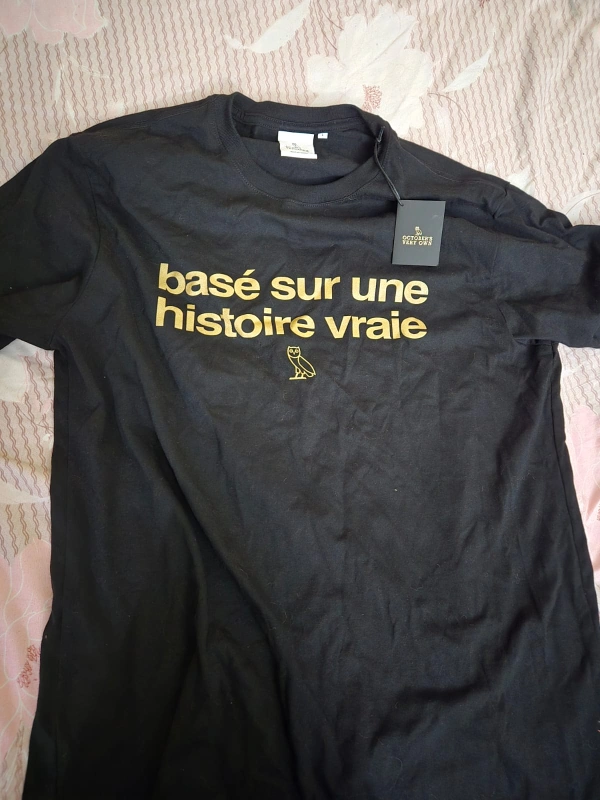 OCTOBER'S
VERY OWN
basé sur une
histoire vraie